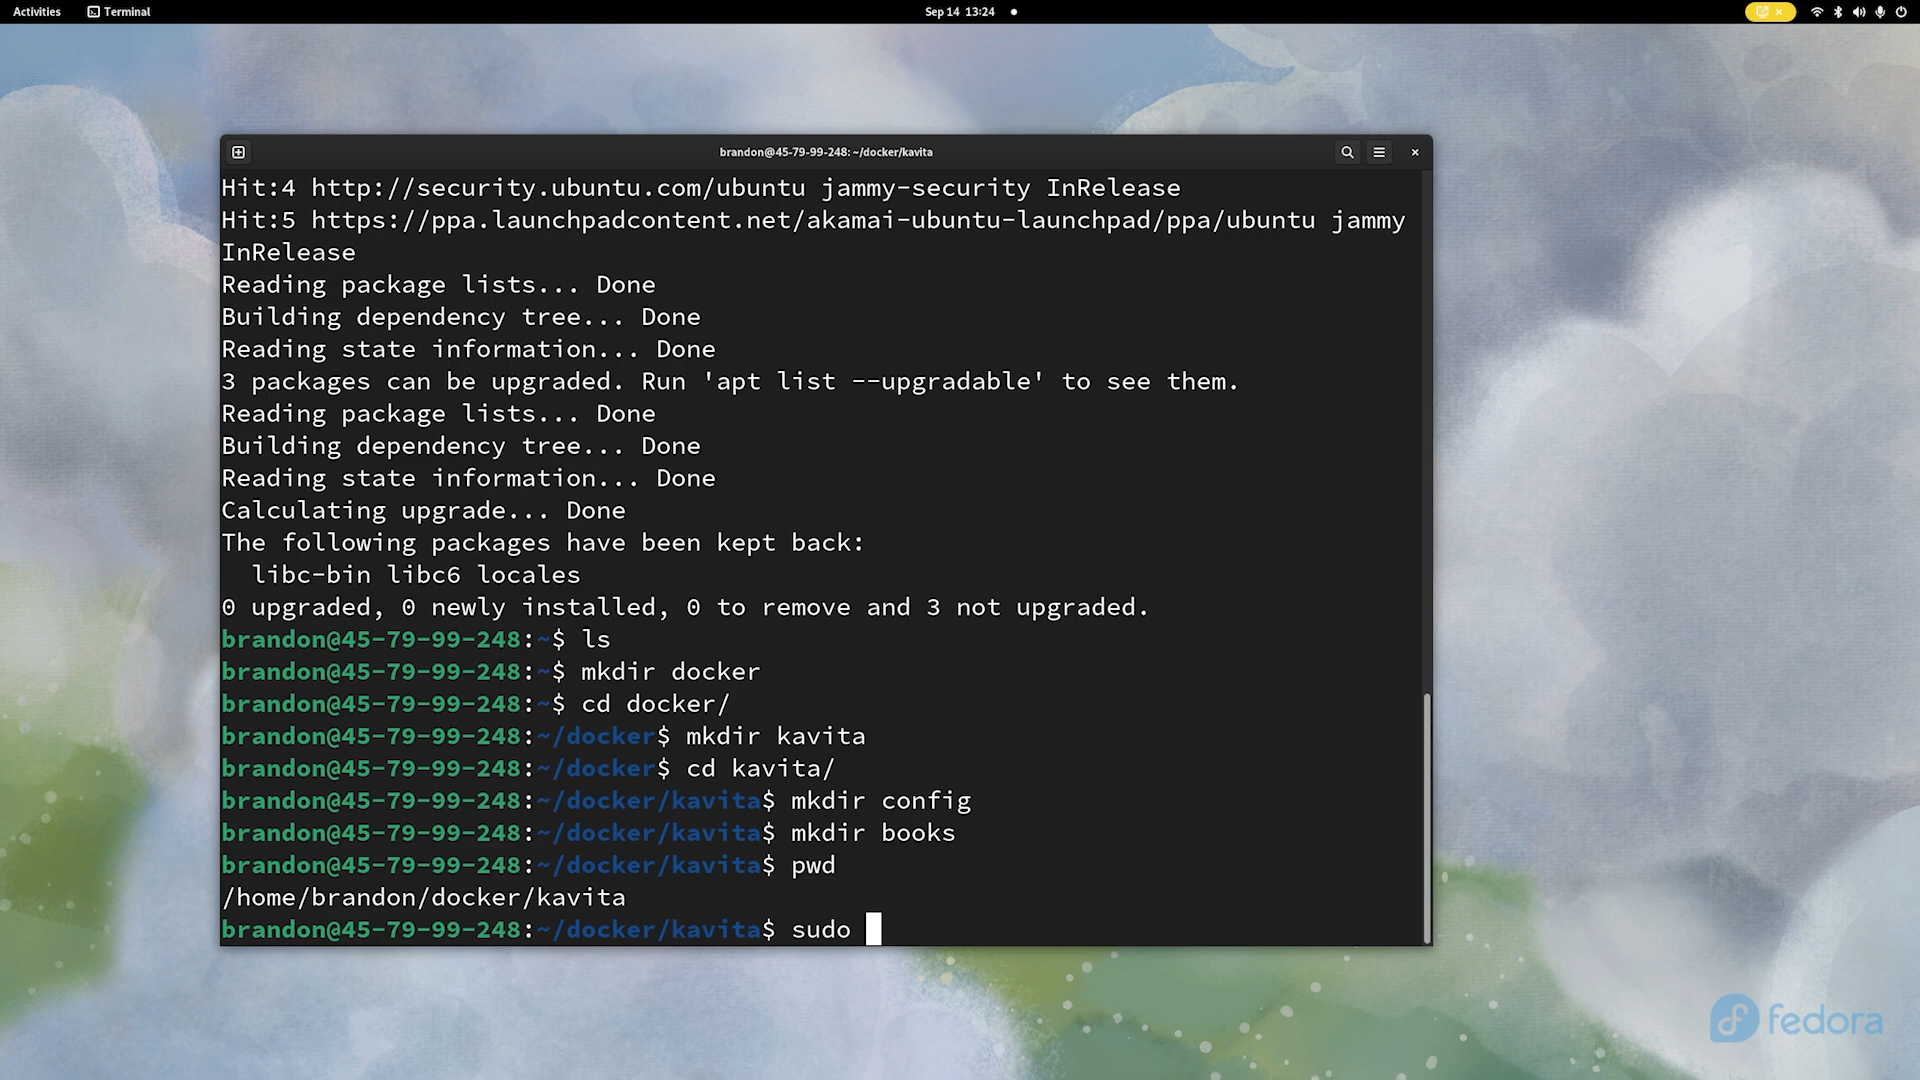 Activities Terminal Sep 14 13:24
brandon@45-79-99-248: ~/docker/kavita
Hit:4 http://security.ubuntu.com/ubuntu jammy-security InRelease
Hit:5 https://ppa.launchpadcontent.net/akamai-ubuntu-launchpad/ppa/ubuntu jammy
InRelease
Reading package lists... Done
Building dependency tree... Done
Reading state information... Done
3 packages can be upgraded. Run 'apt list --upgradable' to see them.
Reading package lists... Done
Building dependency tree... Done
Reading state information... Done
Calculating upgrade... Done
The following packages have been kept back:
  libc-bin libc6 locales
0 upgraded, 0 newly installed, 0 to remove and 3 not upgraded.
brandon@45-79-99-248:~$ ls
brandon@45-79-99-248:~$ mkdir docker
brandon@45-79-99-248:~$ cd docker/
brandon@45-79-99-248:~/docker$ mkdir kavita
brandon@45-79-99-248:~/docker$ cd kavita/
brandon@45-79-99-248:~/docker/kavita$ mkdir config
brandon@45-79-99-248:~/docker/kavita$ mkdir books
brandon@45-79-99-248:~/docker/kavita$ pwd
/home/brandon/docker/kavita
brandon@45-79-99-248:~/docker/kavita$ sudo
fedora